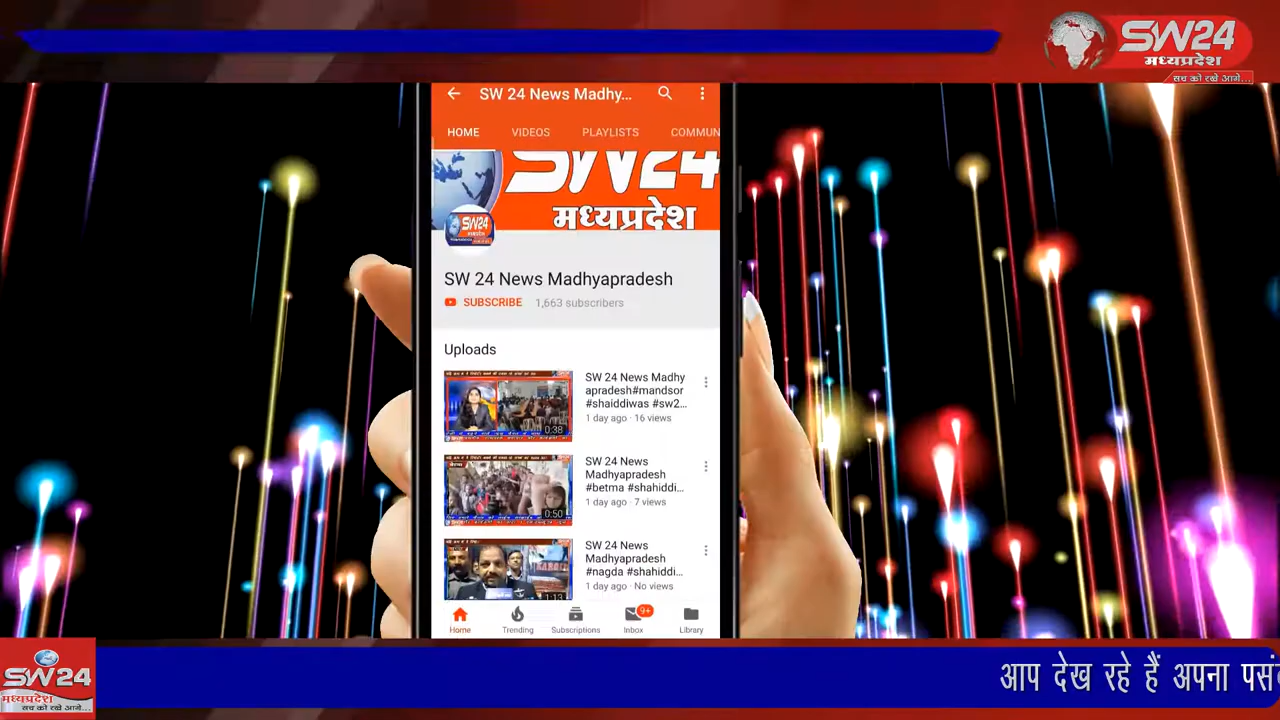 SW24
मध्यप्रदेश
सच को रखे आगे...
SW 24 News Madhy...
HOME VIDEOS PLAYLISTS COMMUN
SW24
मध्यप्रदेश
SW24
SW 24 News Madhyapradesh
SUBSCRIBE 1,663 subscribers
Uploads
SW 24 News Madhy
apradesh#mandsor
#shaiddiwas #sw2...
1 day ago · 16 views
0:38
SW 24 News
Madhyapradesh
#betma #shahiddi...
1 day ago · 7 views
0:50
SW 24 News
Madhyapradesh
#nagda #shahiddi...
1 day ago · No views
1:13
9+
Home Trending Subscriptions Inbox Library
SW24
मध्यप्रदेश
सच को रखे आगे...
आप देख रहे हैं अपना पसं